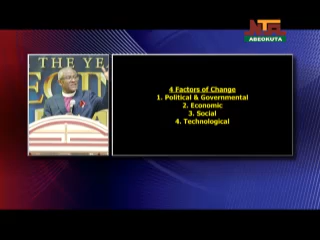 NTA
ABEOKUTA
THE YE
4 Factors of Change
1. Political & Governmental
2. Economic
3. Social
4. Technological